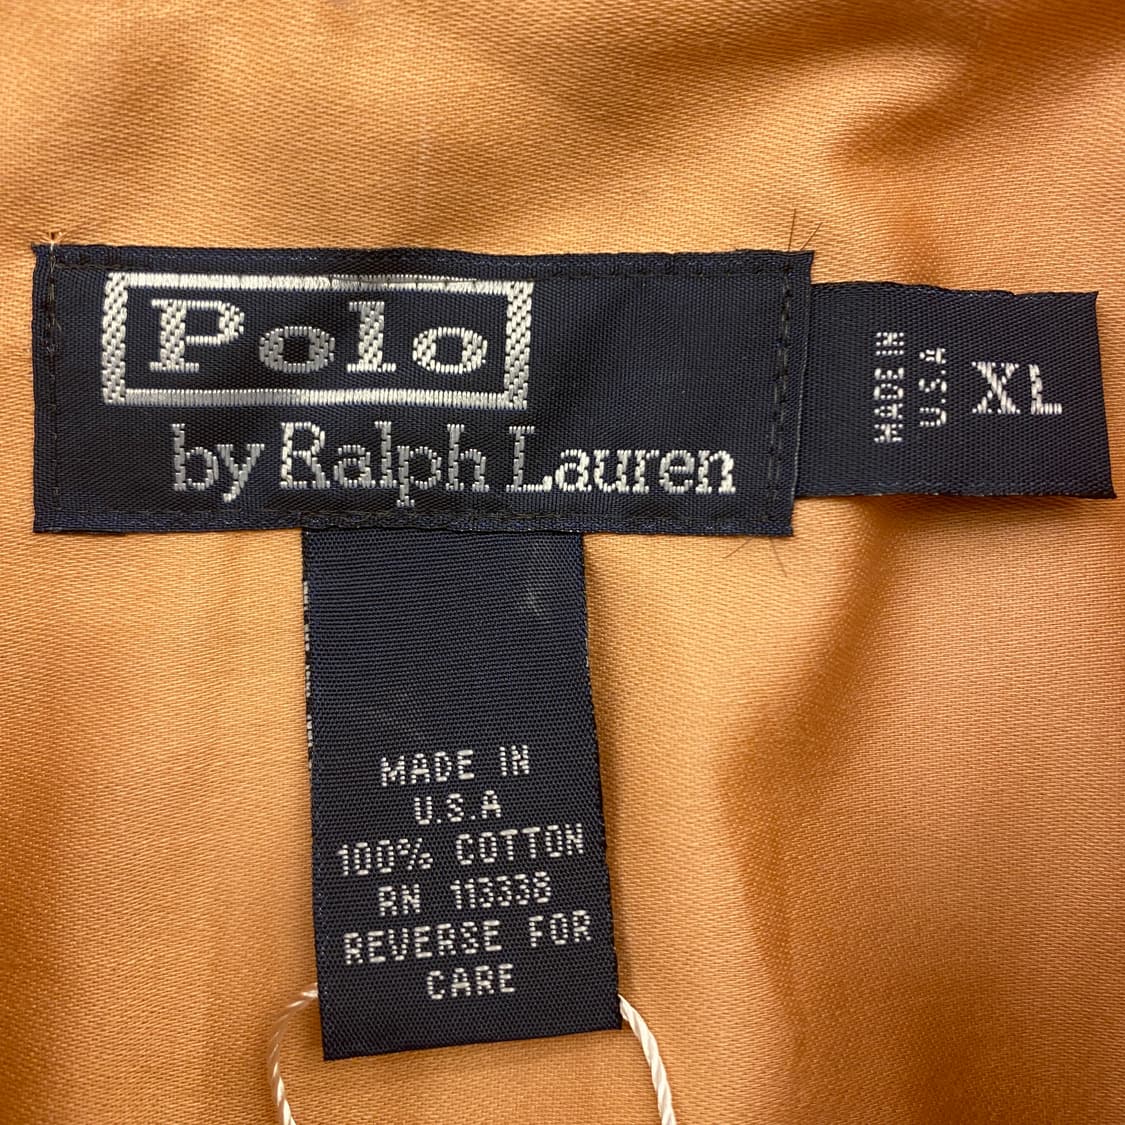 Polo
by Ralph Lauren
MADE IN
U.S.A
XL
MADE IN
U.S.A
100% COTTON
RN 113338
REVERSE FOR
CARE